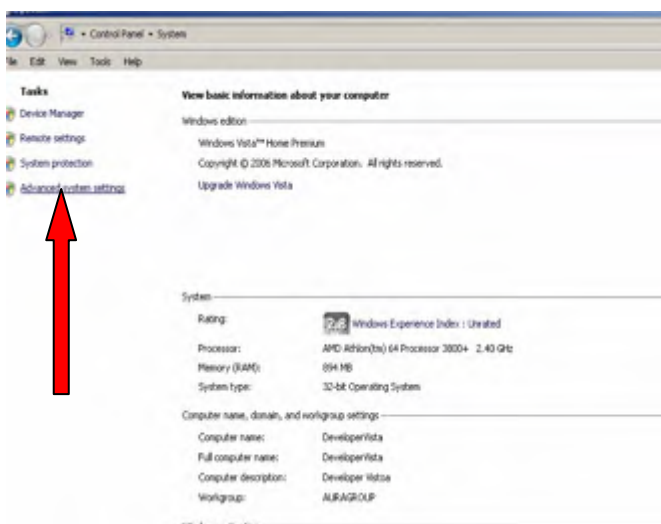 Control Panel • System
File Edit View Tools Help
Tasks
Device Manager
Remote settings
System protection
Advanced system settings
View basic information about your computer
Windows edition
Windows Vista™ Home Premium
Copyright © 2006 Microsoft Corporation. All rights reserved.
Upgrade Windows Vista
System
Rating: Windows Experience Index : Unrated
Processor: AMD Athlon(tm) 64 Processor 3800+ 2.40 GHz
Memory (RAM): 894 MB
System type: 32-bit Operating System
Computer name, domain, and workgroup settings
Computer name: DeveloperVista
Full computer name: DeveloperVista
Computer description: Developer Vistoa
Workgroup: AURAGROUP